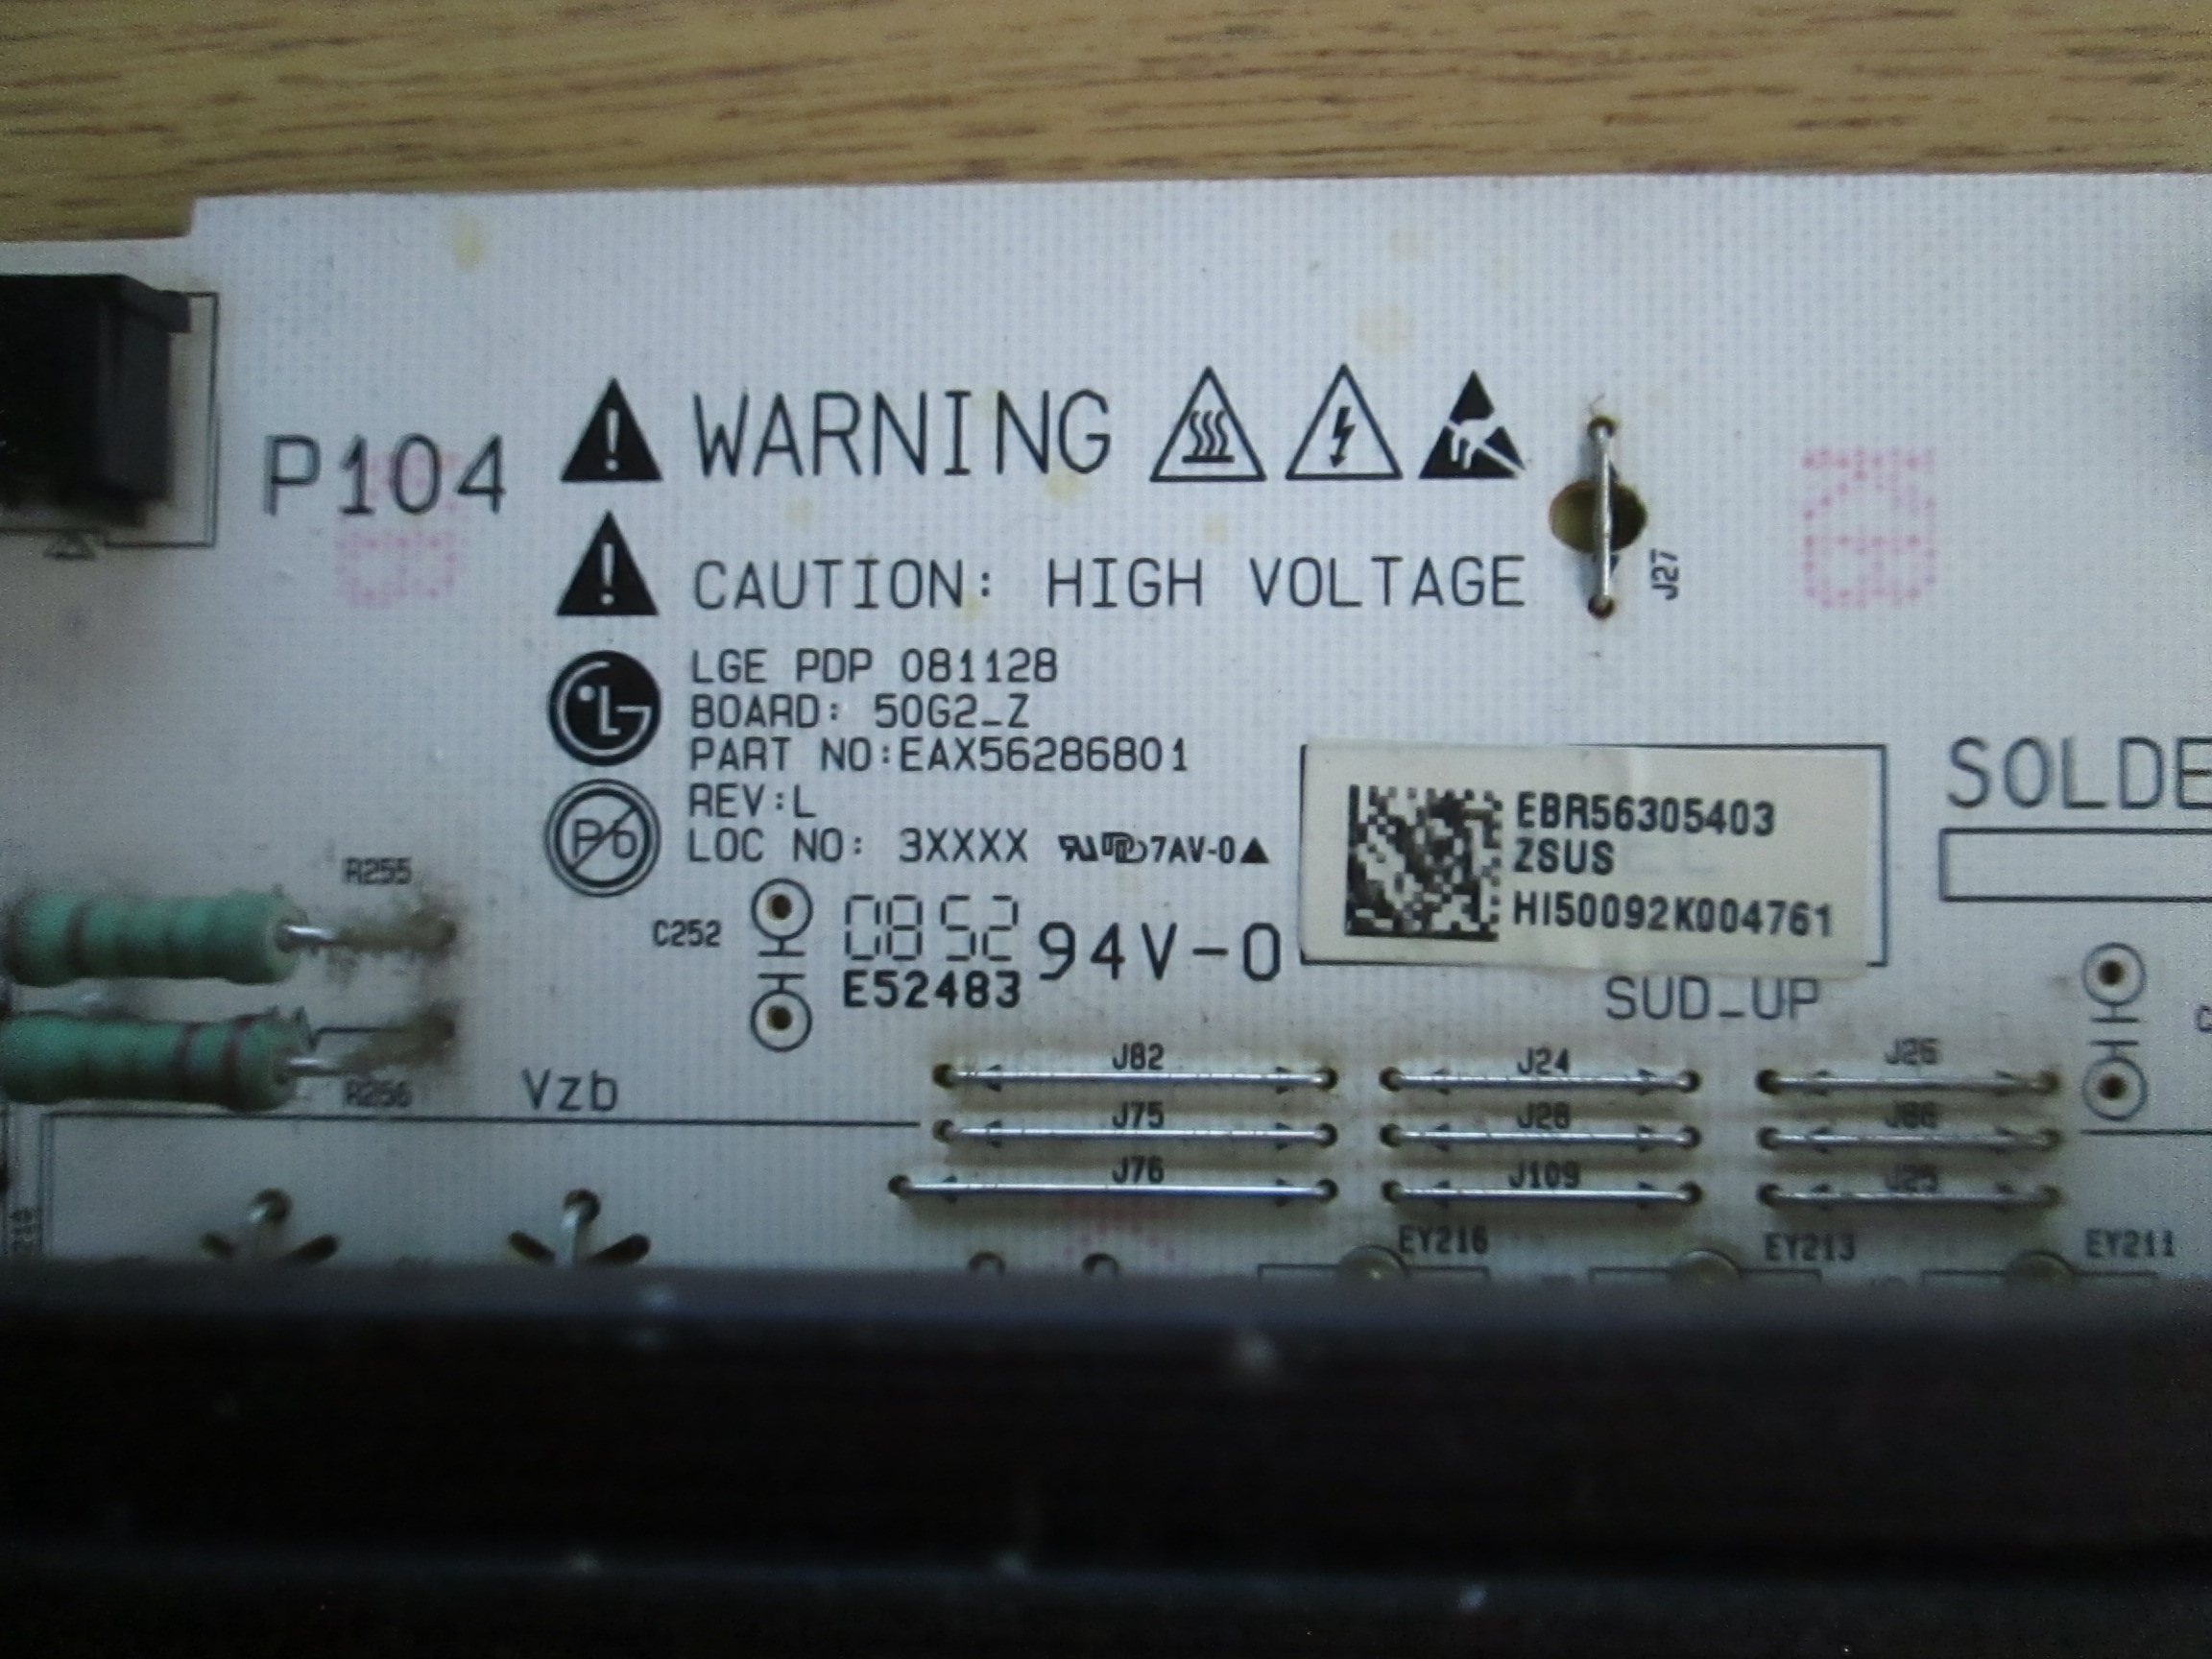 P104
WARNING
CAUTION: HIGH VOLTAGE
J27
LGE PDP 081128
BOARD: 50G2_Z
PART NO:EAX56286801
REV:L
LOC NO: 3XXXX 7AV-0
Pb
EBR56305403
ZSUS
HI50092K004761
SOLDE
R255
C252
0852
E52483
94V-0
SUD_UP
R256
Vzb
J82
J24
J26
J75
J28
J76
J109
J25
EY216
EY213
EY211